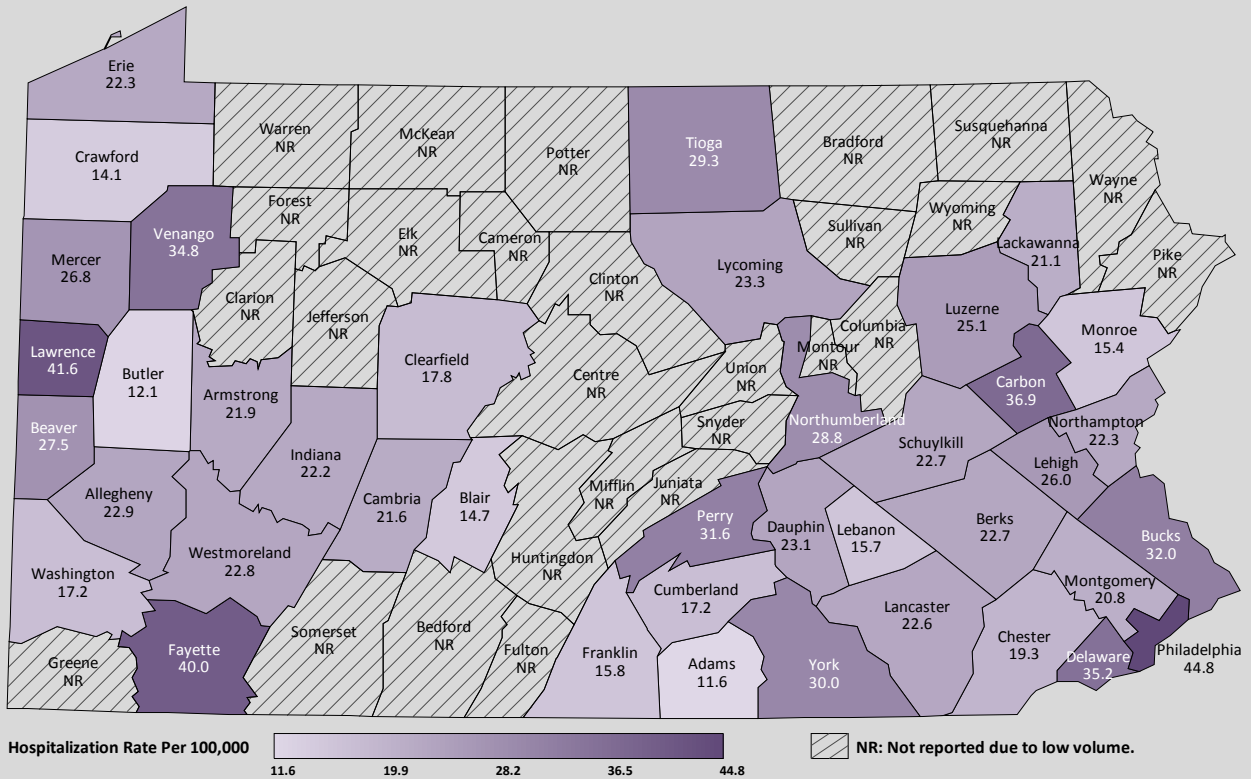 Erie
22.3
Crawford
14.1
Warren
NR
McKean
NR
Potter
NR
Tioga
29.3
Bradford
NR
Susquehanna
NR
Wayne
NR
Forest
NR
Venango
34.8
Mercer
26.8
Elk
NR
Cameron
NR
Clinton
NR
Lycoming
23.3
Sullivan
NR
Wyoming
NR
Lackawanna
21.1
Pike
NR
Clarion
NR
Jefferson
NR
Lawrence
41.6
Butler
12.1
Armstrong
21.9
Clearfield
17.8
Centre
NR
Union
NR
Montour
NR
Columbia
NR
Luzerne
25.1
Monroe
15.4
Carbon
36.9
Beaver
27.5
Snyder
NR
Northumberland
28.8
Schuylkill
22.7
Northampton
22.3
Lehigh
26.0
Allegheny
22.9
Indiana
22.2
Cambria
21.6
Blair
14.7
Mifflin
NR
Juniata
NR
Perry
31.6
Dauphin
23.1
Lebanon
15.7
Berks
22.7
Bucks
32.0
Washington
17.2
Westmoreland
22.8
Huntingdon
NR
Cumberland
17.2
Montgomery
20.8
Lancaster
22.6
Greene
NR
Fayette
40.0
Somerset
NR
Bedford
NR
Fulton
NR
Franklin
15.8
Adams
11.6
York
30.0
Chester
19.3
Delaware
35.2
Philadelphia
44.8
Hospitalization Rate Per 100,000
11.6 19.9 28.2 36.5 44.8
NR: Not reported due to low volume.